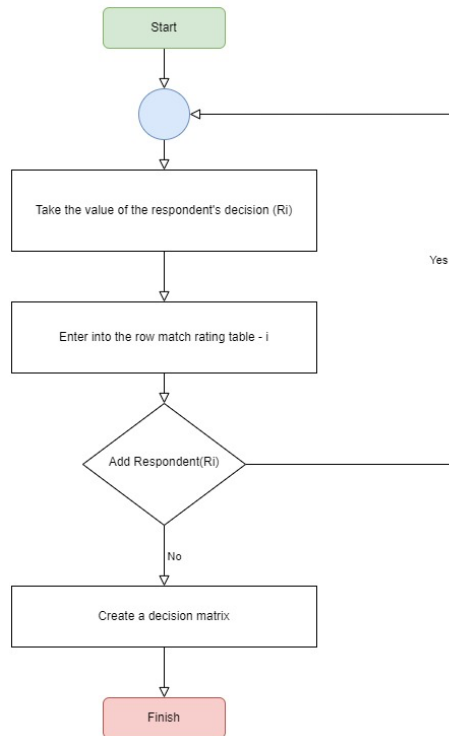 Start
Take the value of the respondent's decision (Ri)
Yes
Enter into the row match rating table - i
Add Respondent(Ri)
No
Create a decision matrix
Finish